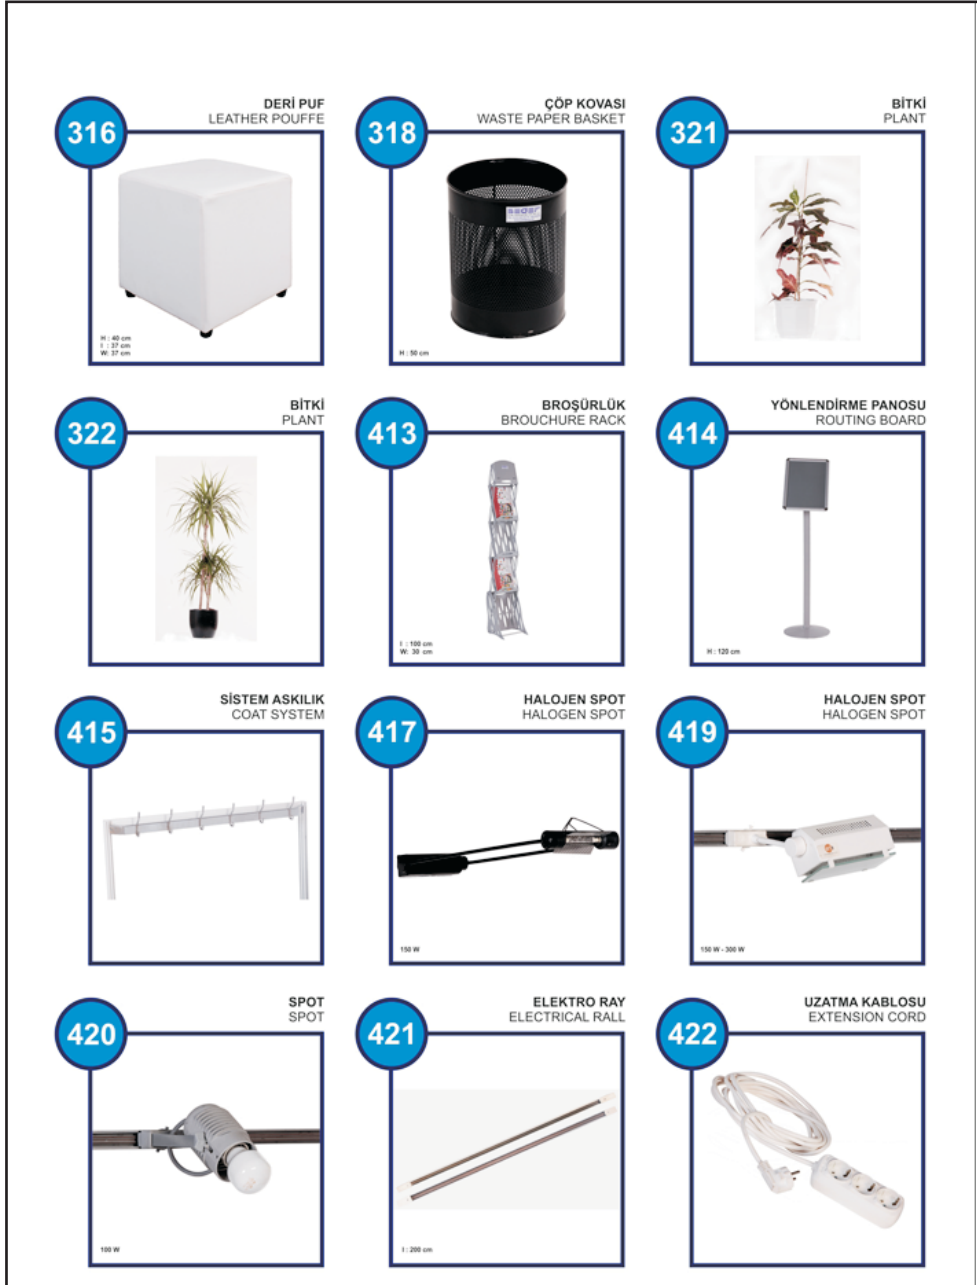 DERİ PUF
LEATHER POUFFE
316
H : 40 cm
I : 37 cm
W: 37 cm
ÇÖP KOVASI
WASTE PAPER BASKET
318
H : 50 cm
BİTKİ
PLANT
321
BİTKİ
PLANT
322
BROŞÜRLÜK
BROUCHURE RACK
413
I : 100 cm
W: 30 cm
YÖNLENDİRME PANOSU
ROUTING BOARD
414
H : 120 cm
SİSTEM ASKILIK
COAT SYSTEM
415
HALOJEN SPOT
HALOGEN SPOT
417
150 W
HALOJEN SPOT
HALOGEN SPOT
419
150 W - 300 W
SPOT
SPOT
420
100 W
ELEKTRO RAY
ELECTRICAL RALL
421
I : 200 cm
UZATMA KABLOSU
EXTENSION CORD
422